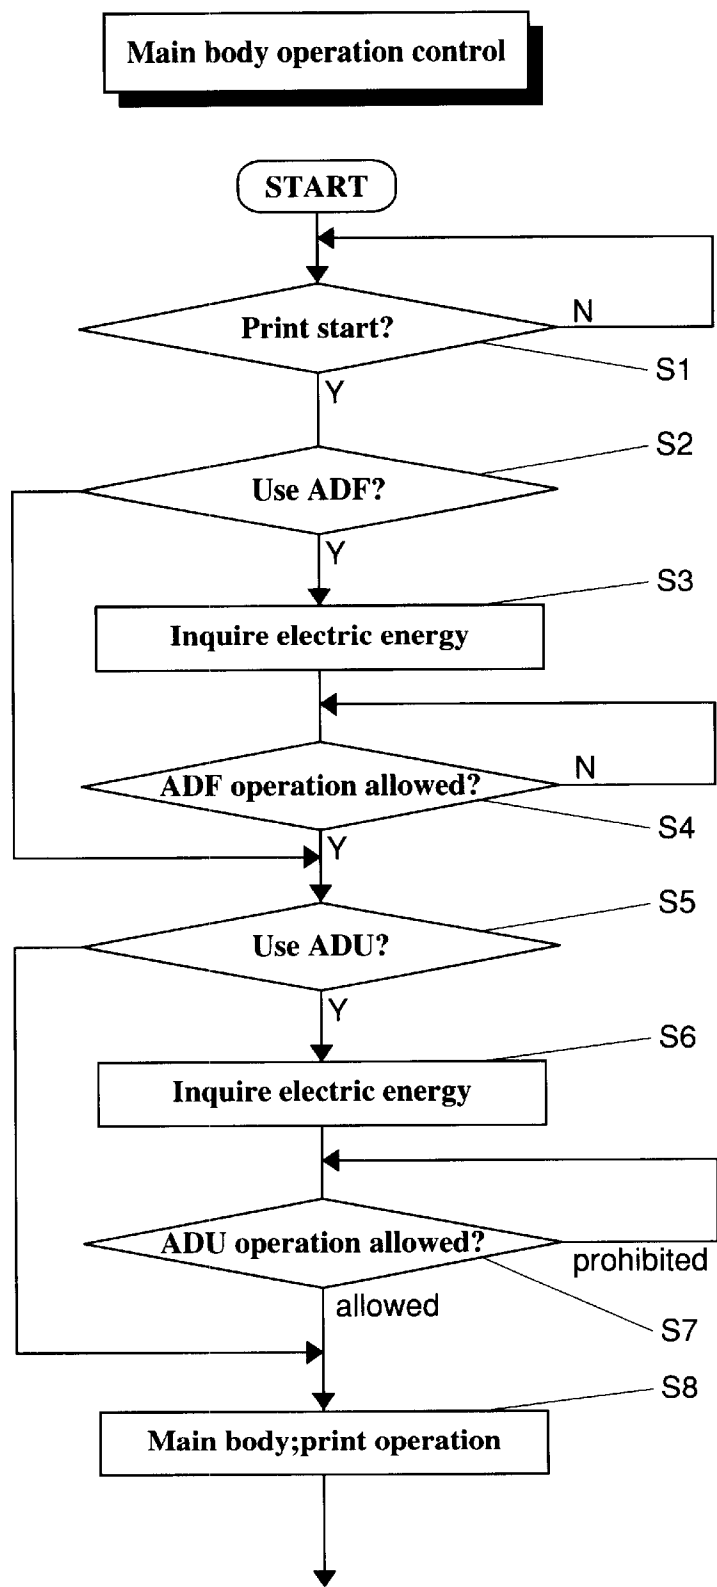 Main body operation control
START
Print start?
N
S1
Y
S2
Use ADF?
Y
S3
Inquire electric energy
ADF operation allowed?
N
S4
Y
S5
Use ADU?
Y
S6
Inquire electric energy
ADU operation allowed?
prohibited
allowed
S7
S8
Main body;print operation